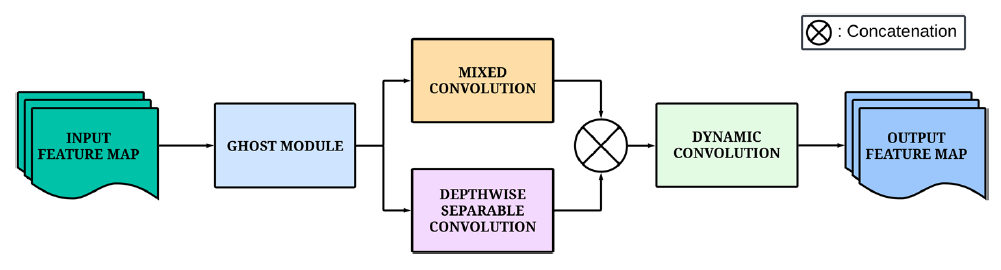 : Concatenation
INPUT
FEATURE MAP
GHOST MODULE
MIXED
CONVOLUTION
DEPTHWISE
SEPARABLE
CONVOLUTION
DYNAMIC
CONVOLUTION
OUTPUT
FEATURE MAP